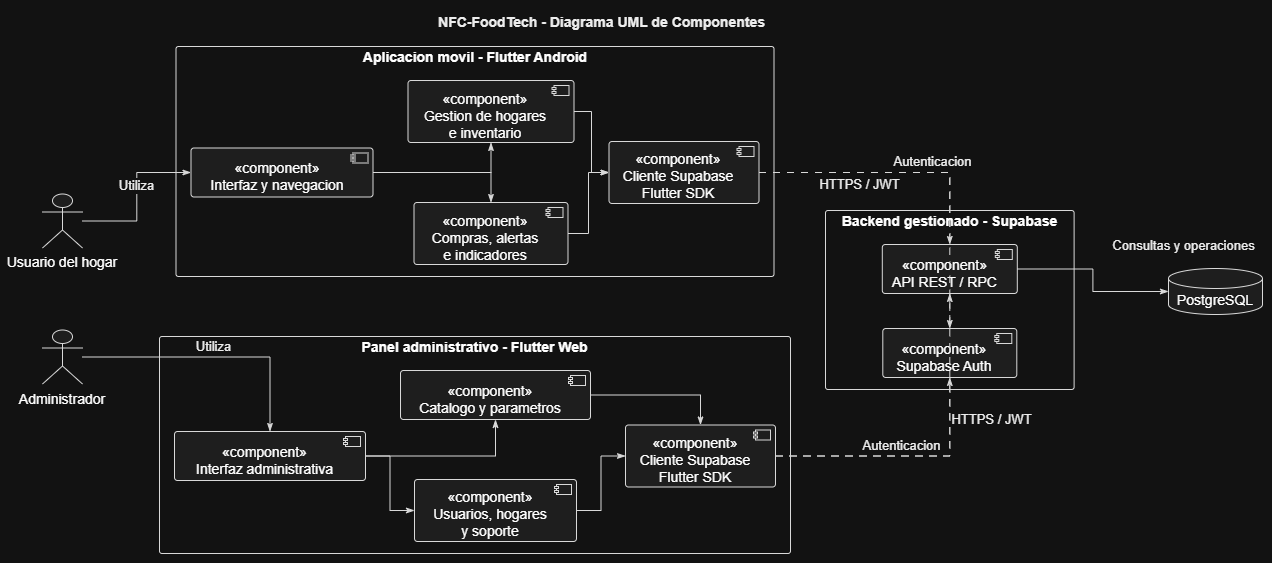 NFC-FoodTech - Diagrama UML de Componentes
Aplicacion movil - Flutter Android
«component»
Gestion de hogares
e inventario
«component»
Interfaz y navegacion
«component»
Cliente Supabase
Flutter SDK
«component»
Compras, alertas
e indicadores
Utiliza
Usuario del hogar
Autenticacion
HTTPS / JWT
Backend gestionado - Supabase
«component»
API REST / RPC
«component»
Supabase Auth
Consultas y operaciones
PostgreSQL
Administrador
Utiliza
Panel administrativo - Flutter Web
«component»
Catalogo y parametros
«component»
Interfaz administrativa
«component»
Cliente Supabase
Flutter SDK
«component»
Usuarios, hogares
y soporte
HTTPS / JWT
Autenticacion